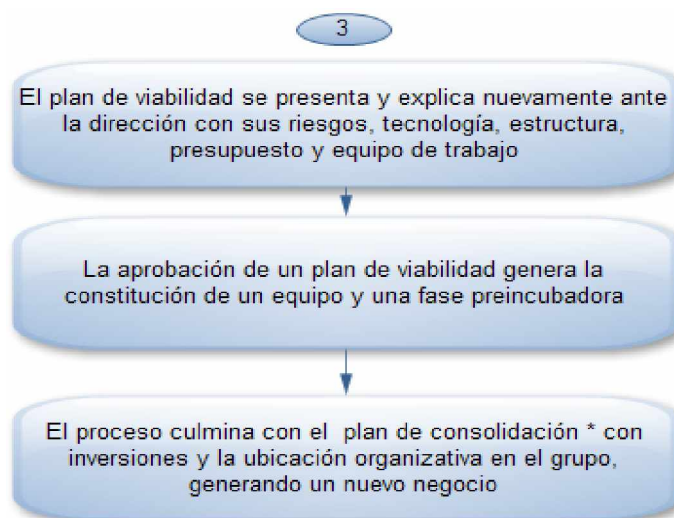 3
El plan de viabilidad se presenta y explica nuevamente ante
la dirección con sus riesgos, tecnología, estructura,
presupuesto y equipo de trabajo
La aprobación de un plan de viabilidad genera la
constitución de un equipo y una fase preincubadora
El proceso culmina con el plan de consolidación * con
inversiones y la ubicación organizativa en el grupo,
generando un nuevo negocio